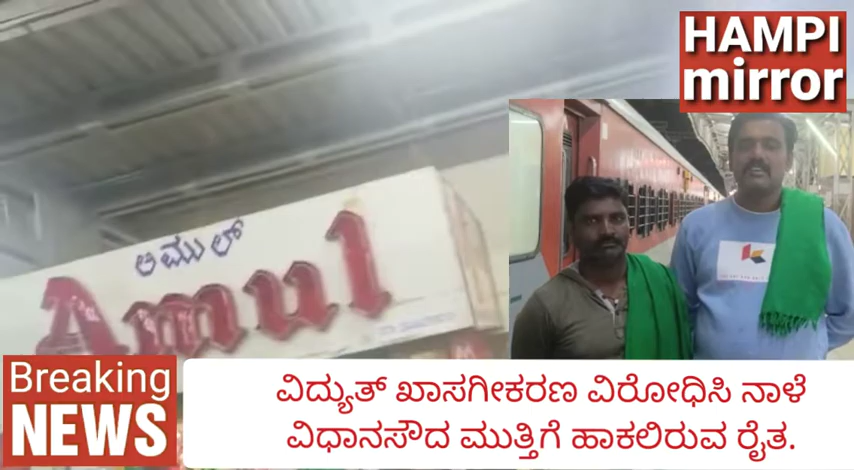 HAMPI
mirror
ಅಮುಲ್
Amul
Breaking
NEWS
ವಿದ್ಯುತ್ ಖಾಸಗೀಕರಣ ವಿರೋಧಿಸಿ ನಾಳೆ
ವಿಧಾನಸೌದ ಮುತ್ತಿಗೆ ಹಾಕಲಿರುವ ರೈತ.